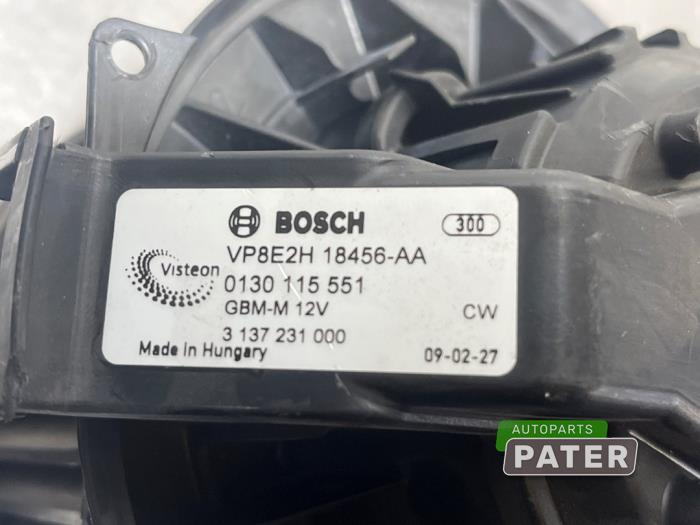 BOSCH
300
VP8E2H 18456-AA
Visteon
0130 115 551
GBM-M 12V
CW
3 137 231 000
Made in Hungary
09-02-27
AUTOPARTS
PATER